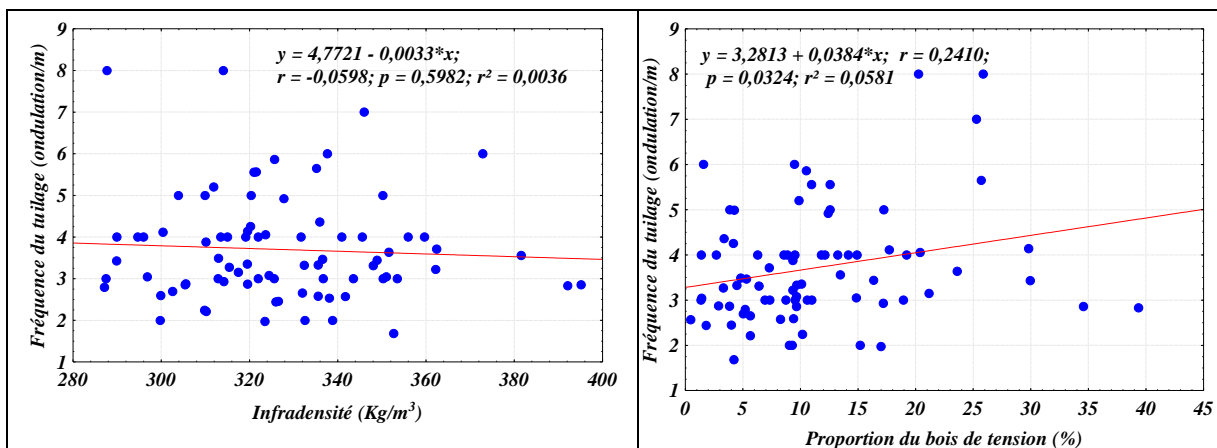 9
8
7
6
5
4
3
2
1
Fréquence du tuilage (ondulation/m)
y = 4,7721 - 0,0033*x;
r = -0,0598; p = 0,5982; r² = 0,0036
280 300 320 340 360 380 400
Infradensité (Kg/m³)
9
8
7
6
5
4
3
2
1
Fréquence du tuilage (ondulation/m)
y = 3,2813 + 0,0384*x; r = 0,2410;
p = 0,0324; r² = 0,0581
0 5 10 15 20 25 30 35 40 45
Proportion du bois de tension (%)